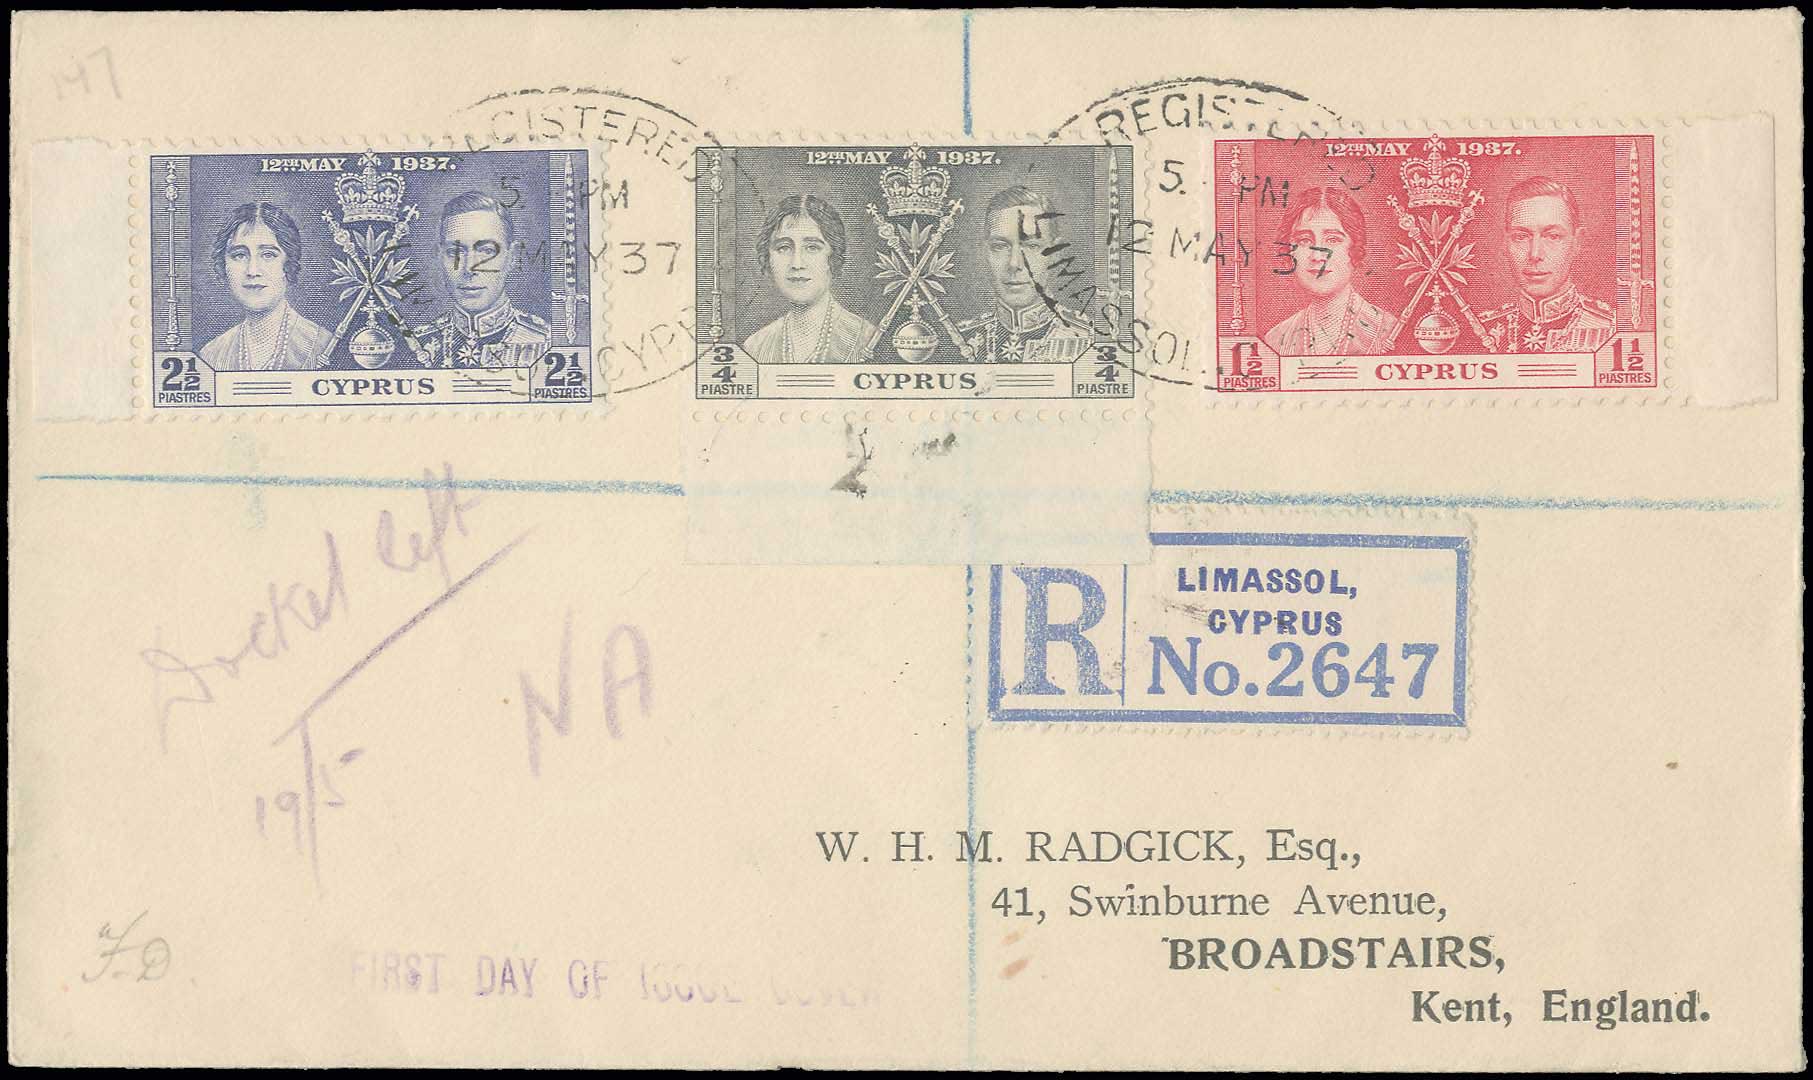 147
REGISTERED
5. PM
12 MAY 37
CYPRUS
REGISTERED
5. PM
12 MAY 37
LIMASSOL
12TH MAY 1937.
2½ PIASTRES CYPRUS 2½ PIASTRES
12TH MAY 1937.
¾ PIASTRE CYPRUS ¾ PIASTRE
12TH MAY 1937.
1½ PIASTRES CYPRUS 1½ PIASTRES
Docket left
19/5
NA
R
LIMASSOL,
CYPRUS
No. 2647
W. H. M. RADGICK, Esq.,
41, Swinburne Avenue,
BROADSTAIRS,
Kent, England.
F.D.
FIRST DAY OF ISSUE COVER